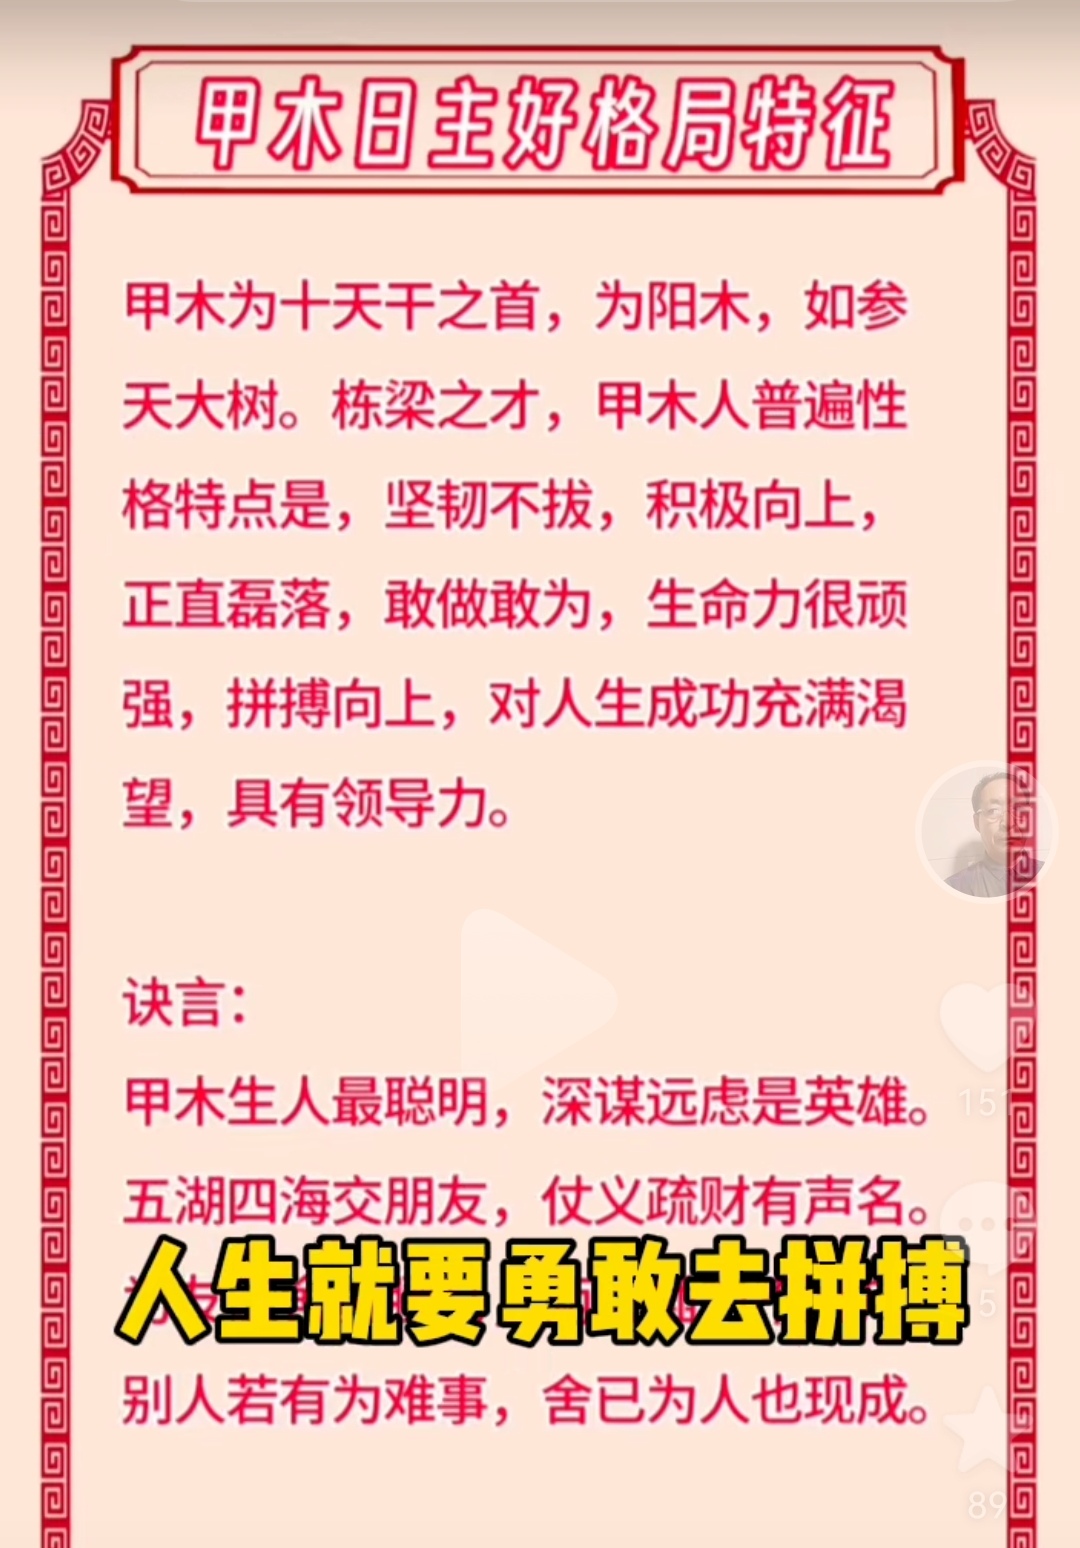 甲木日主好格局特征
甲木为十天干之首，为阳木，如参
天大树。栋梁之才，甲木人普遍性
格特点是，坚韧不拔，积极向上，
正直磊落，敢做敢为，生命力很顽
强，拼搏向上，对人生成功充满渴
望，具有领导力。
诀言：
甲木生人最聪明，深谋远虑是英雄。
151
五湖四海交朋友，仗义疏财有声名。
人生就要勇敢去拼搏
5
别人若有为难事，舍已为人也现成。
89